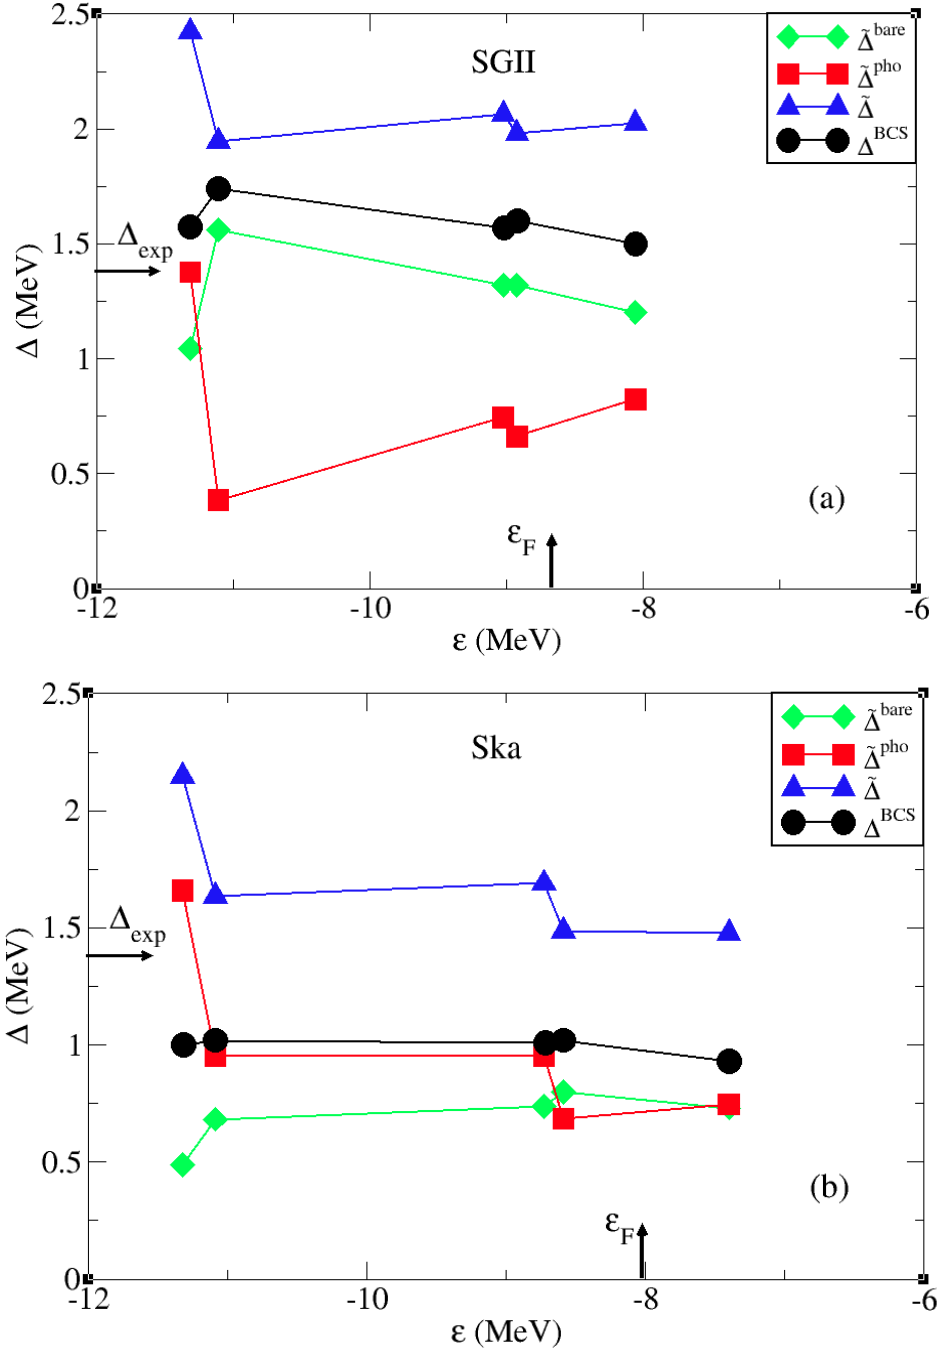 2.5
SGII
Δ̃^bare
Δ̃^pho
Δ̃
Δ^BCS
2
1.5
Δ_exp
Δ (MeV)
1
0.5
(a)
ε_F
0
-12
-10
-8
-6
ε (MeV)
2.5
Ska
Δ̃^bare
Δ̃^pho
Δ̃
Δ^BCS
2
1.5
Δ_exp
Δ (MeV)
1
0.5
(b)
ε_F
0
-12
-10
-8
-6
ε (MeV)